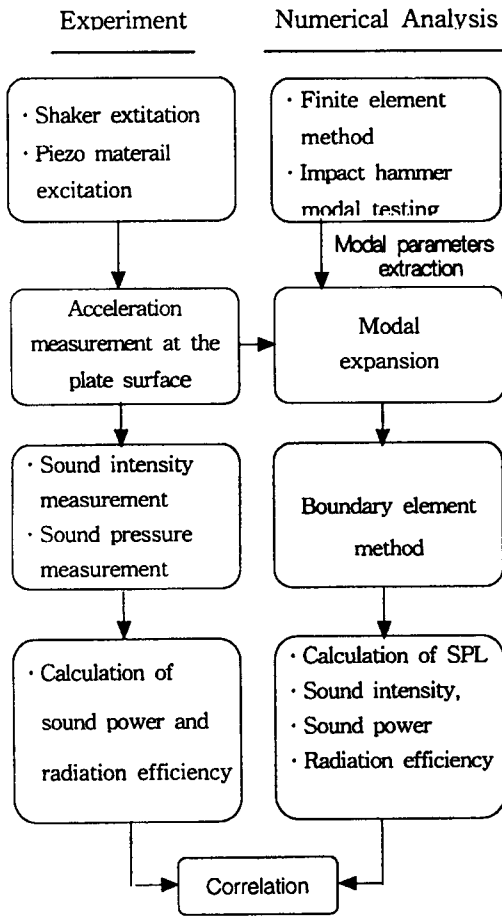 Experiment
Numerical Analysis
· Shaker extitation
· Piezo materail
excitation
· Finite element
method
· Impact hammer
modal testing
Modal parameters
extraction
Acceleration
measurement at the
plate surface
Modal
expansion
· Sound intensity
measurement
· Sound pressure
measurement
Boundary element
method
· Calculation of
sound power and
radiation efficiency
· Calculation of SPL
· Sound intensity,
· Sound power
· Radiation efficiency
Correlation